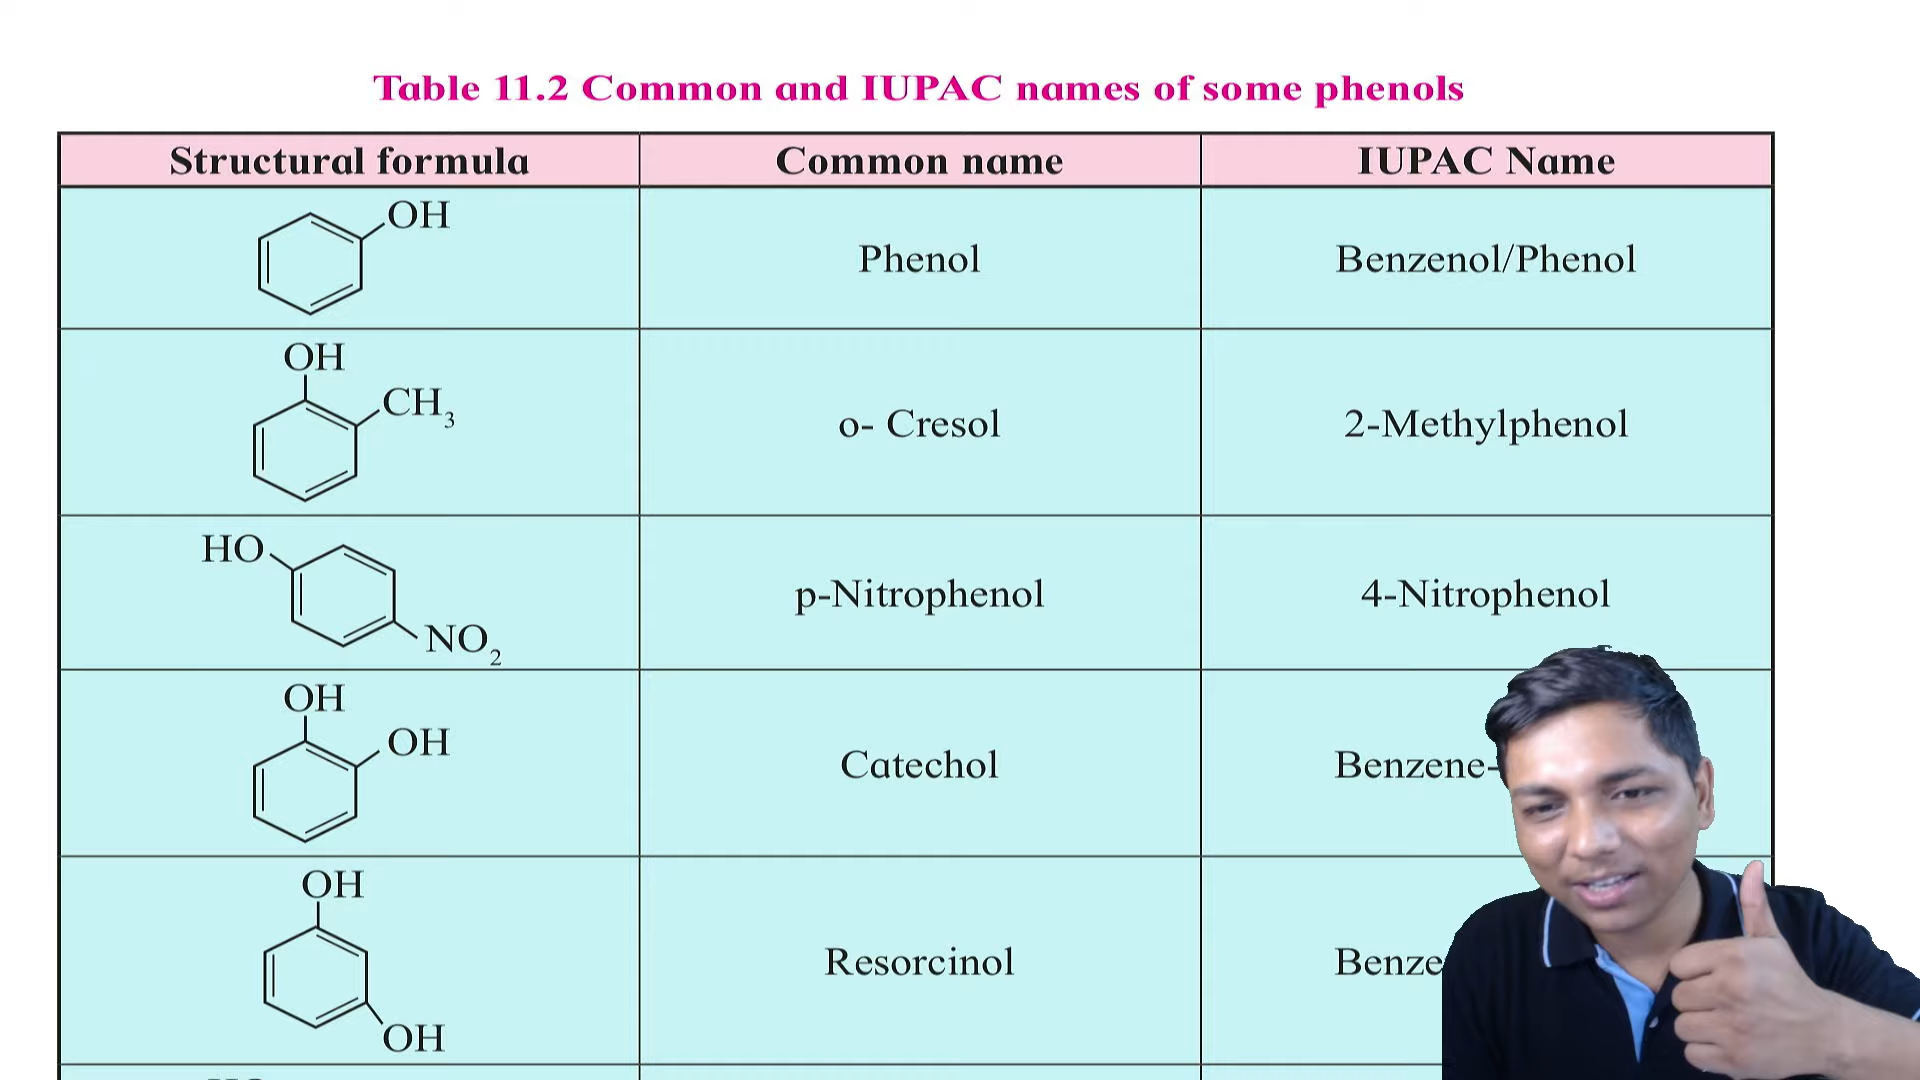 Table 11.2 Common and IUPAC names of some phenols
Structural formula Common name IUPAC Name
OH
Phenol Benzenol/Phenol
OH
CH3
o- Cresol 2-Methylphenol
HO
p-Nitrophenol 4-Nitrophenol
NO2
OH
OH
Catechol Benzene-
OH
Resorcinol
OH